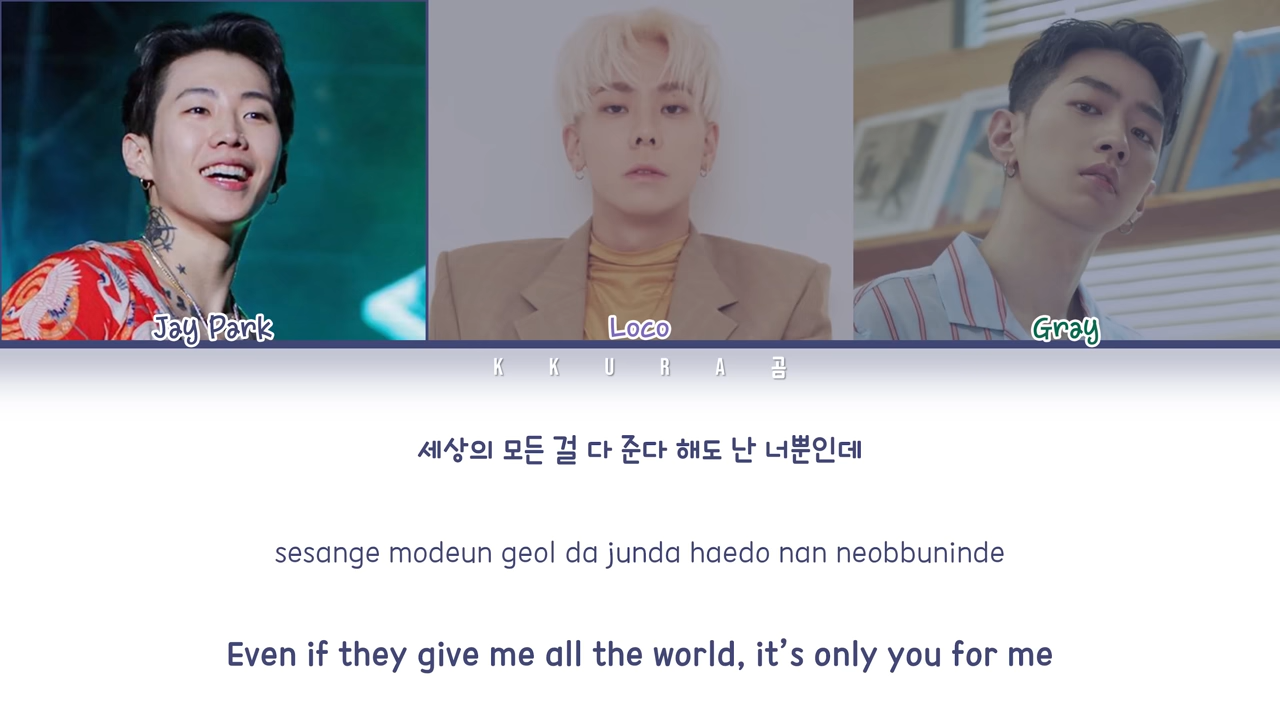 Jay Park
Loco
Gray
K K U R A 곰
세상의 모든 걸 다 준다 해도 난 너뿐인데
sesange modeun geol da junda haedo nan neobbuninde
Even if they give me all the world, it’s only you for me